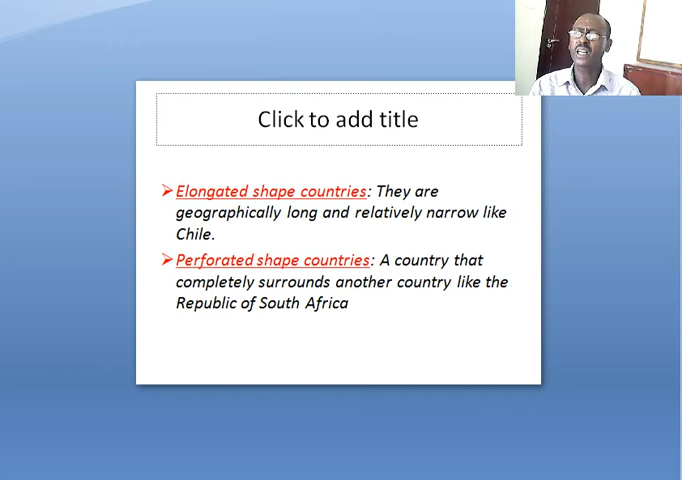 Click to add title
Elongated shape countries: They are
geographically long and relatively narrow like
Chile.
Perforated shape countries: A country that
completely surrounds another country like the
Republic of South Africa